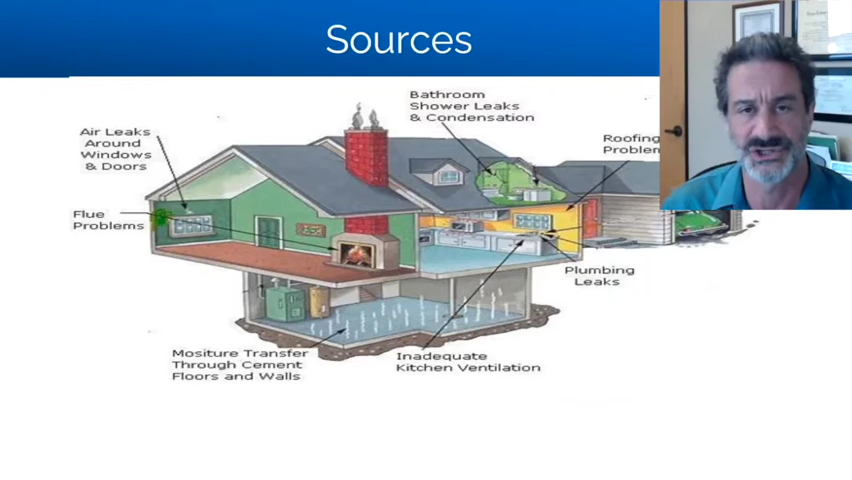 Sources
Bathroom
Shower Leaks
& Condensation
Air Leaks
Around
Windows
& Doors
Roofing
Problem
Flue
Problems
Plumbing
Leaks
Mositure Transfer
Through Cement
Floors and Walls
Inadequate
Kitchen Ventilation